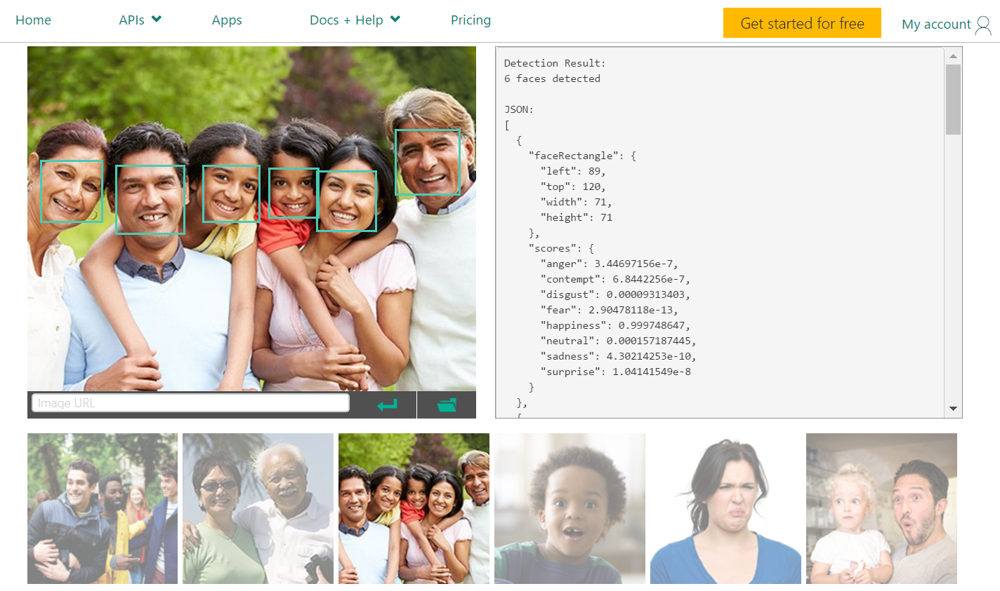 Home APIs Apps Docs + Help Pricing Get started for free My account
Detection Result:
6 faces detected
JSON:
[
{
"faceRectangle": {
"left": 89,
"top": 120,
"width": 71,
"height": 71
},
"scores": {
"anger": 3.44697156e-7,
"contempt": 6.8442256e-7,
"disgust": 0.00009313403,
"fear": 2.90478118e-13,
"happiness": 0.999748647,
"neutral": 0.000157187445,
"sadness": 4.30214253e-10,
"surprise": 1.04141549e-8
}
},
{
Image URL